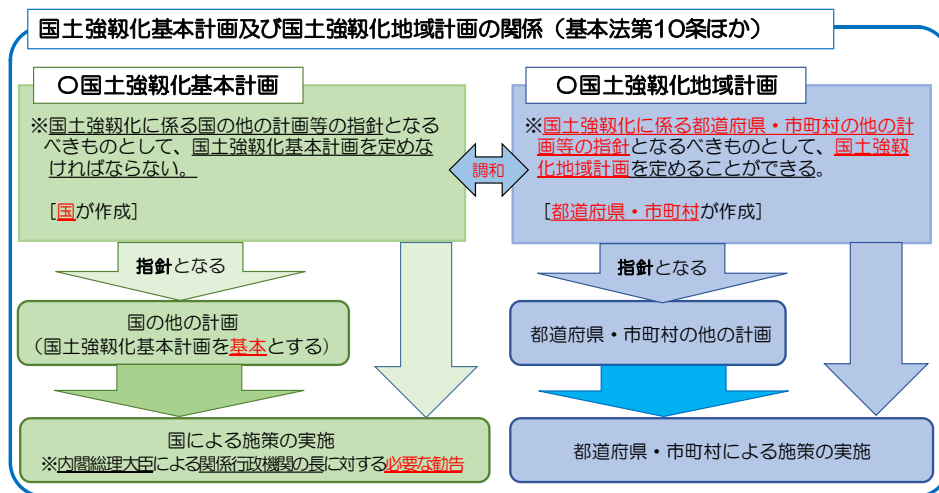 国土強靱化基本計画及び国土強靱化地域計画の関係（基本法第10条ほか）
〇国土強靱化基本計画
※国土強靱化に係る国の他の計画等の指針となる
べきものとして、国土強靱化基本計画を定めな
ければならない。
[国が作成]
調和
〇国土強靱化地域計画
※国土強靱化に係る都道府県・市町村の他の計
画等の指針となるべきものとして、国土強靱
化地域計画を定めることができる。
[都道府県・市町村が作成]
指針となる
指針となる
国の他の計画
（国土強靱化基本計画を基本とする）
都道府県・市町村の他の計画
国による施策の実施
※内閣総理大臣による関係行政機関の長に対する必要な勧告
都道府県・市町村による施策の実施